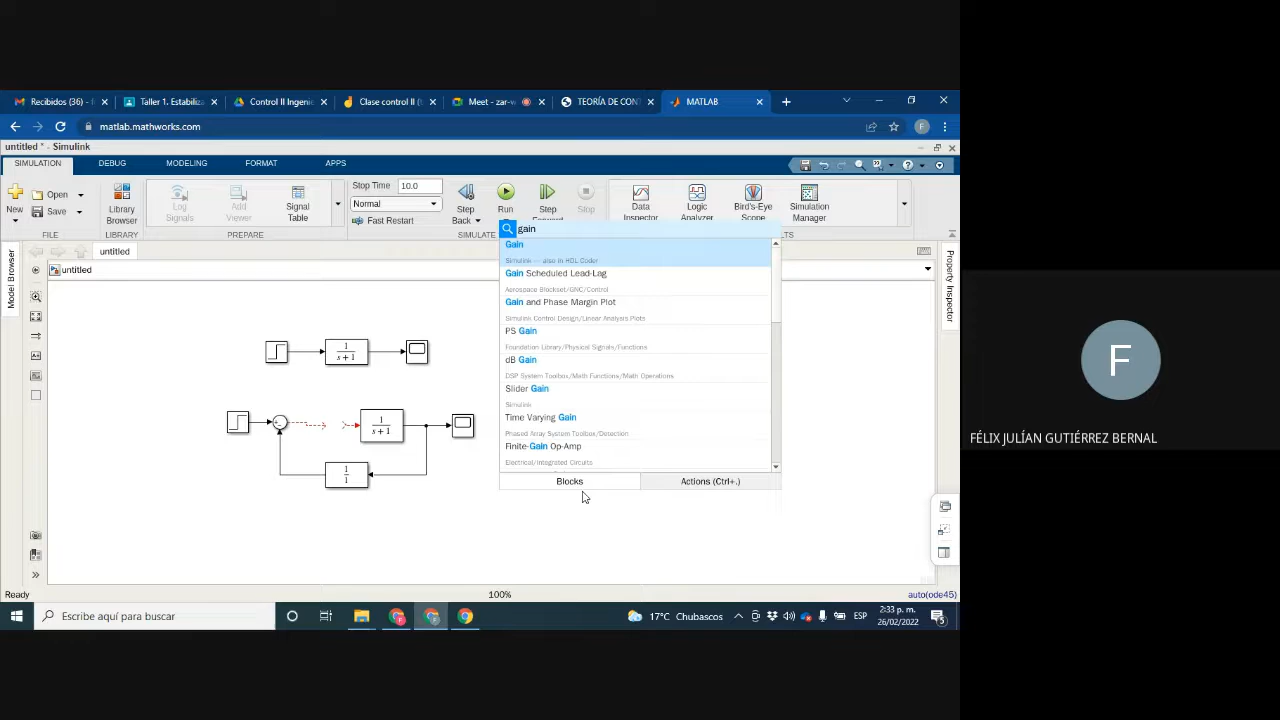 Recibidos (36) - f
Taller 1. Estabiliz
Control II Ingenie
Clase control II (
Meet - zar-w
TEORÍA DE CON
MATLAB
matlab.mathworks.com
F
untitled * - Simulink
SIMULATION
DEBUG
MODELING
FORMAT
APPS
New
Open
Save
FILE
Library
Browser
LIBRARY
Log
Signals
Add
Viewer
Signal
Table
PREPARE
Stop Time 10.0
Normal
Fast Restart
Step
Back
Run
Step
Forward
Stop
SIMULATE
Data
Inspector
Logic
Analyzer
Bird's-Eye
Scope
Simulation
Manager
LTS
untitled
untitled
Model Browser
Property Inspector
gain
Gain
Simulink — also in HDL Coder
Gain Scheduled Lead-Lag
Aerospace Blockset/GNC/Control
Gain and Phase Margin Plot
Simulink Control Design/Linear Analysis Plots
PS Gain
Foundation Library/Physical Signals/Functions
dB Gain
DSP System Toolbox/Math Functions/Math Operations
Slider Gain
Simulink
Time Varying Gain
Phased Array System Toolbox/Detection
Finite-Gain Op-Amp
Electrical/Integrated Circuits
Blocks
Actions (Ctrl+.)
1
s + 1
1
s + 1
1
1
Ready
100%
auto(ode45)
Escribe aquí para buscar
17°C Chubascos
ESP
2:33 p. m.
26/02/2022
5
F
FÉLIX JULÍAN GUTIÉRREZ BERNAL